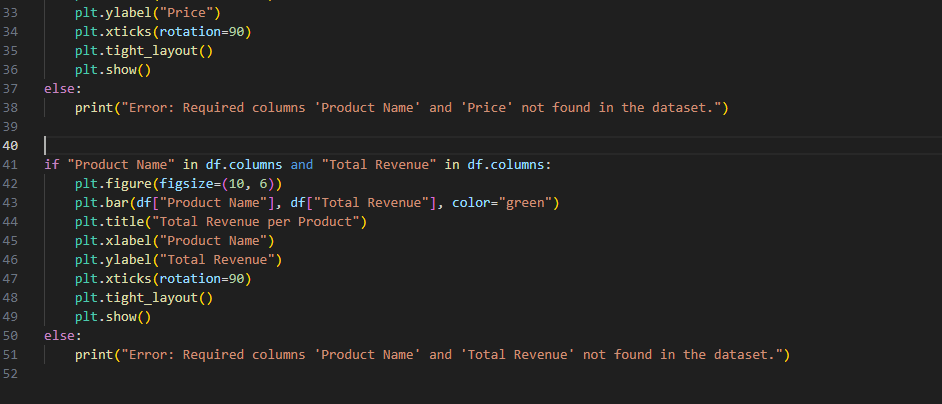 33 plt.ylabel("Price")
34 plt.xticks(rotation=90)
35 plt.tight_layout()
36 plt.show()
37 else:
38 print("Error: Required columns 'Product Name' and 'Price' not found in the dataset.")
39
40
41 if "Product Name" in df.columns and "Total Revenue" in df.columns:
42 plt.figure(figsize=(10, 6))
43 plt.bar(df["Product Name"], df["Total Revenue"], color="green")
44 plt.title("Total Revenue per Product")
45 plt.xlabel("Product Name")
46 plt.ylabel("Total Revenue")
47 plt.xticks(rotation=90)
48 plt.tight_layout()
49 plt.show()
50 else:
51 print("Error: Required columns 'Product Name' and 'Total Revenue' not found in the dataset.")
52